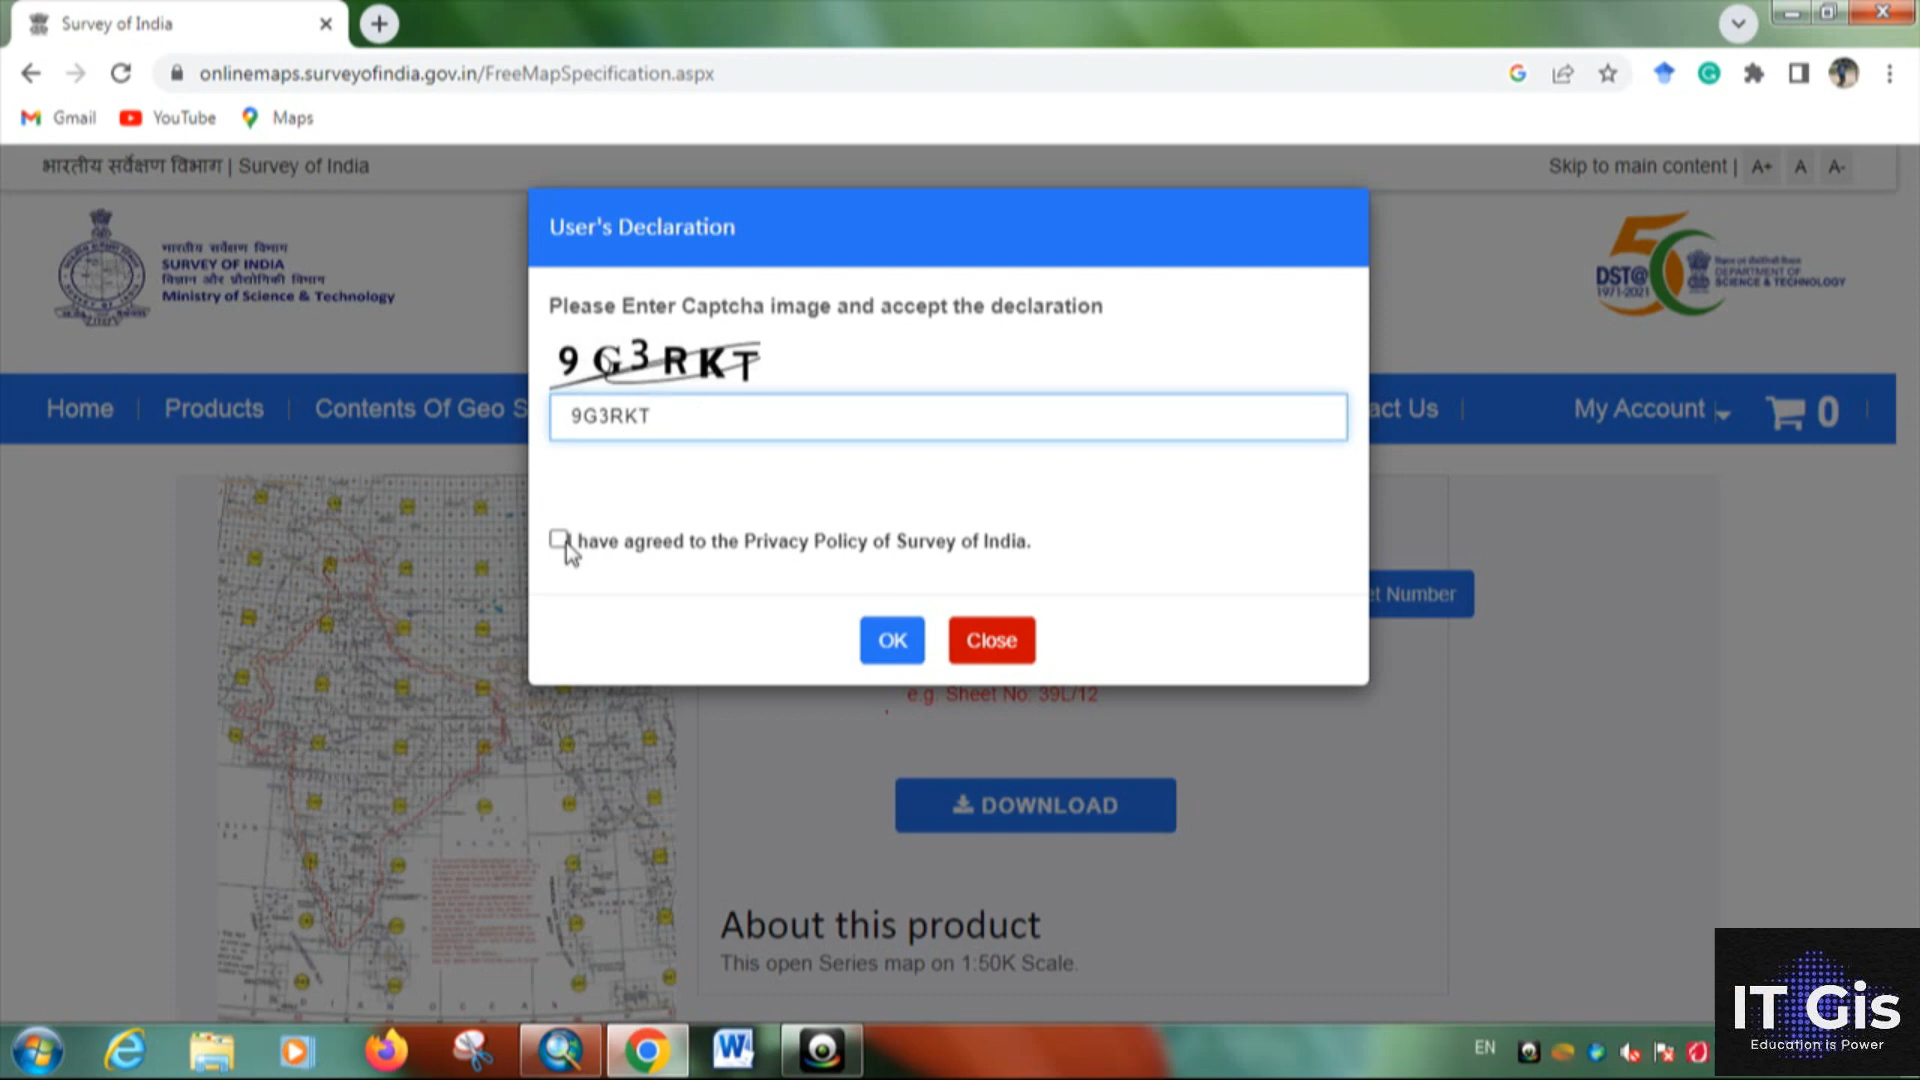 Survey of India
onlinemaps.surveyofindia.gov.in/FreeMapSpecification.aspx
Gmail YouTube Maps
भारतीय सर्वेक्षण विभाग | Survey of India
Skip to main content | A+ A A-
भारतीय सर्वेक्षण विभाग
SURVEY OF INDIA
विज्ञान और प्रौद्योगिकी विभाग
Ministry of Science & Technology
DST@
1971-2021
DEPARTMENT OF
SCIENCE & TECHNOLOGY
Home | Products | Contents Of Geo S
act Us | My Account 0
User's Declaration
Please Enter Captcha image and accept the declaration
9G3RKT
9G3RKT
I have agreed to the Privacy Policy of Survey of India.
OK Close
t Number
e.g. Sheet No. 39L/12
DOWNLOAD
About this product
This open Series map on 1:50K Scale.
EN
IT Gis
Education is Power